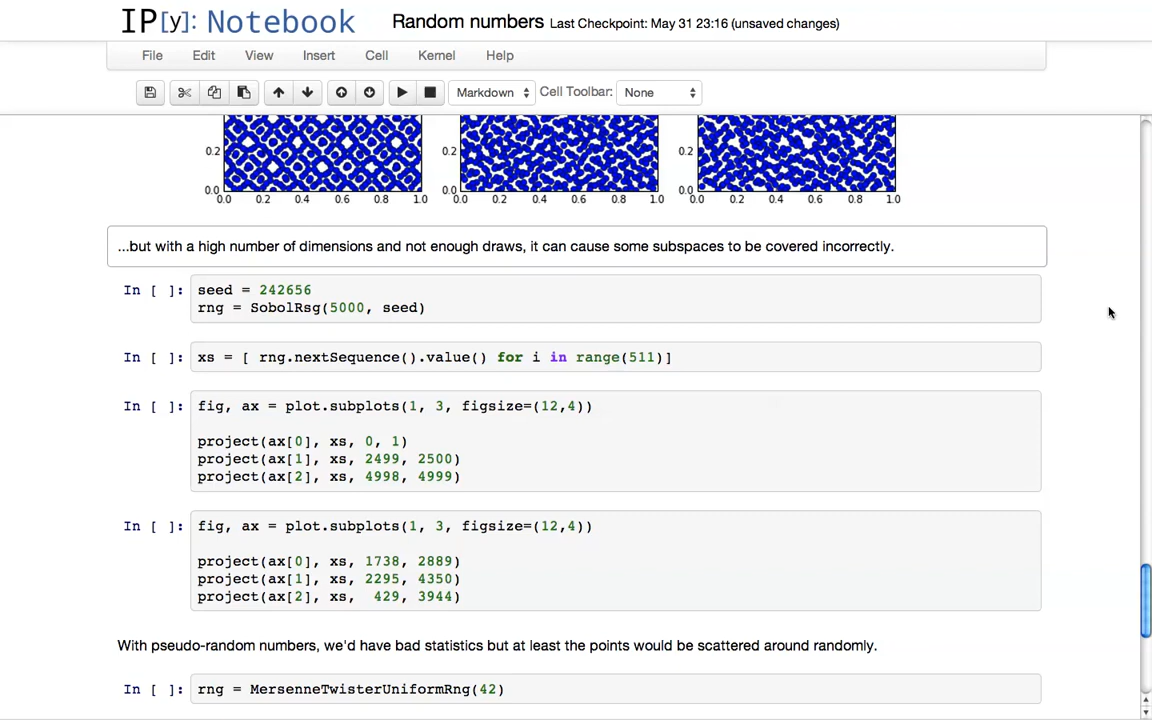 IP[y]: Notebook Random numbers Last Checkpoint: May 31 23:16 (unsaved changes)
File Edit View Insert Cell Kernel Help
Markdown Cell Toolbar: None
0.2 0.2 0.2
0.0 0.0 0.0
0.0 0.2 0.4 0.6 0.8 1.0 0.0 0.2 0.4 0.6 0.8 1.0 0.0 0.2 0.4 0.6 0.8 1.0
...but with a high number of dimensions and not enough draws, it can cause some subspaces to be covered incorrectly.
In [ ]: seed = 242656
rng = SobolRsg(5000, seed)
In [ ]: xs = [ rng.nextSequence().value() for i in range(511)]
In [ ]: fig, ax = plot.subplots(1, 3, figsize=(12,4))
project(ax[0], xs, 0, 1)
project(ax[1], xs, 2499, 2500)
project(ax[2], xs, 4998, 4999)
In [ ]: fig, ax = plot.subplots(1, 3, figsize=(12,4))
project(ax[0], xs, 1738, 2889)
project(ax[1], xs, 2295, 4350)
project(ax[2], xs,  429, 3944)
With pseudo-random numbers, we'd have bad statistics but at least the points would be scattered around randomly.
In [ ]: rng = MersenneTwisterUniformRng(42)